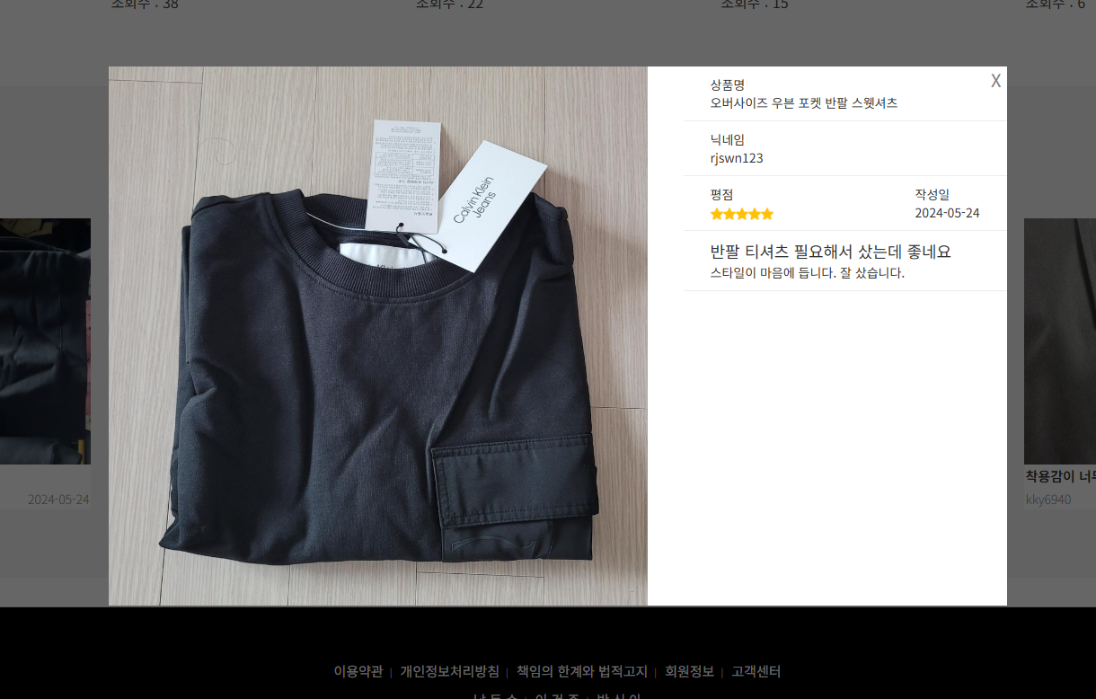 조회수 : 38
조회수 : 22
조회수 : 15
조회수 : 6
X
상품명
오버사이즈 우븐 포켓 반팔 스웻셔츠
닉네임
rjswn123
평점
작성일
2024-05-24
반팔 티셔츠 필요해서 샀는데 좋네요
스타일이 마음에 듭니다. 잘 샀습니다.
Calvin Klein
Jeans
2024-05-24
착용감이 너무
kky6940
이용약관 | 개인정보처리방침 | 책임의 한계와 법적고지 | 회원정보 | 고객센터